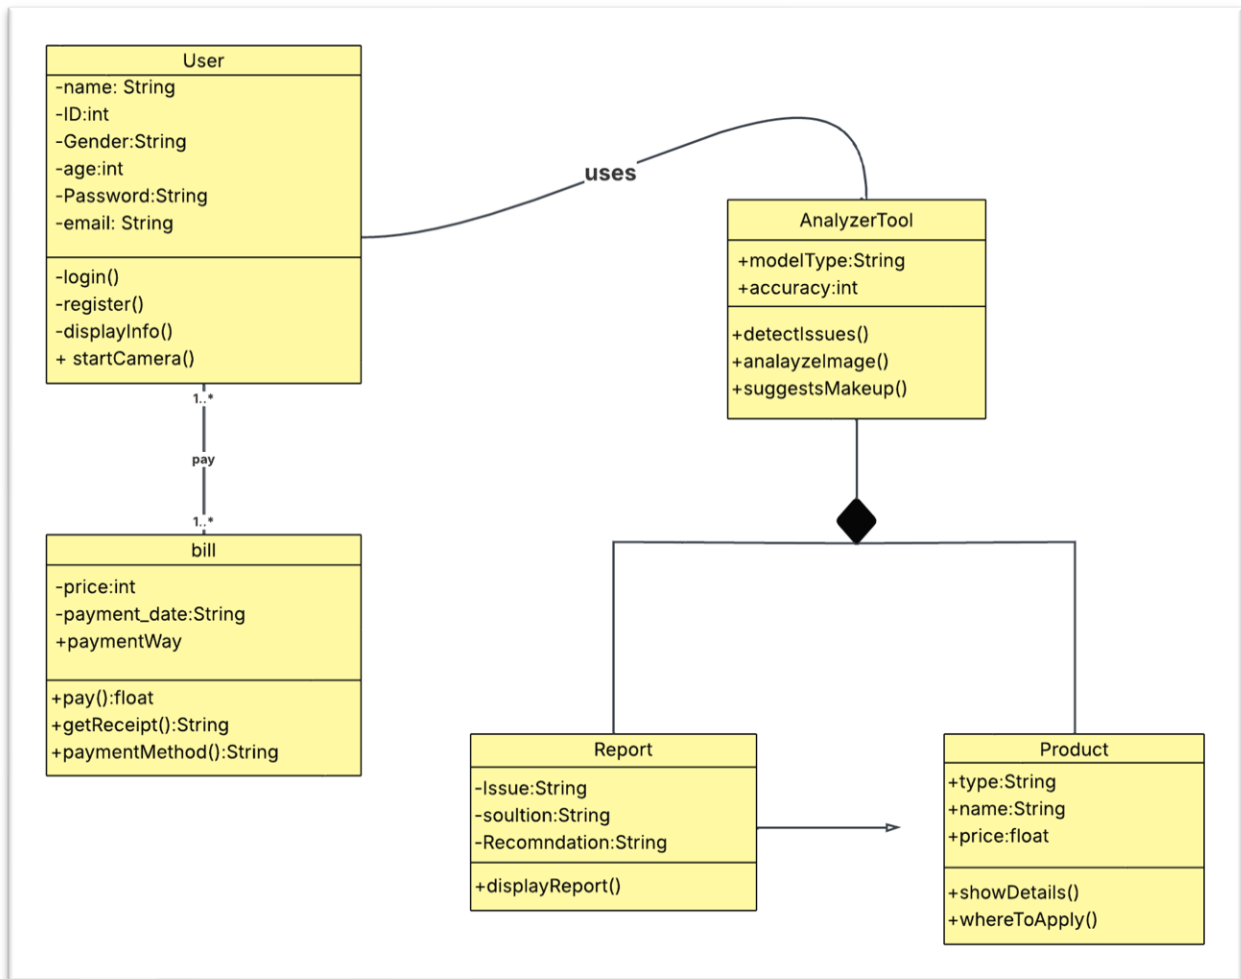 User
-name: String
-ID:int
-Gender:String
-age:int
-Password:String
-email: String
-login()
-register()
-displayInfo()
+ startCamera()
uses
AnalyzerTool
+modelType:String
+accuracy:int
+detectIssues()
+analayzeImage()
+suggestsMakeup()
1..*
pay
1..*
bill
-price:int
-payment_date:String
+paymentWay
+pay():float
+getReceipt():String
+paymentMethod():String
Report
-Issue:String
-soultion:String
-Recomndation:String
+displayReport()
Product
+type:String
+name:String
+price:float
+showDetails()
+whereToApply()